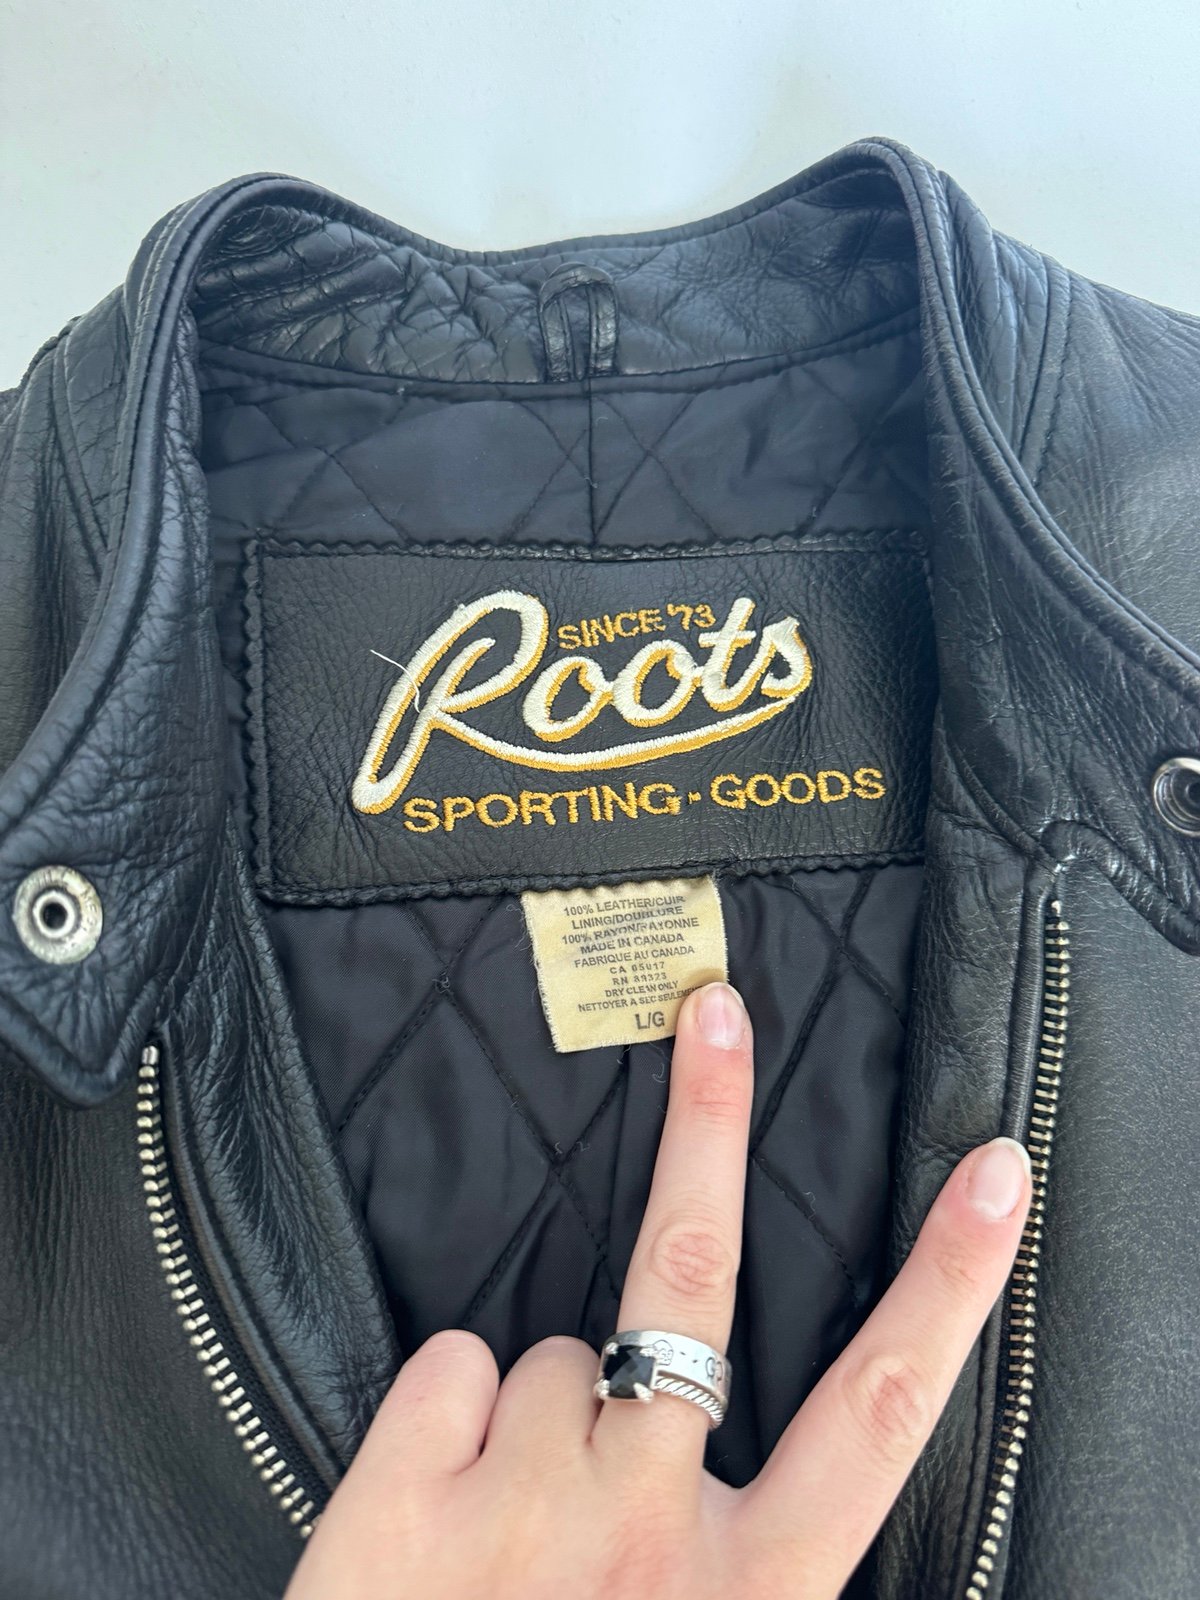 SINCE '73
Roots
SPORTING-GOODS
100% LEATHER/CUIR
LINING/DOUBLURE
100% RAYON/RAYONNE
MADE IN CANADA
FABRIQUE AU CANADA
CA 05017
RN 89323
DRY CLEAN ONLY
NETTOYER A SEC SEULEMEN
L/G